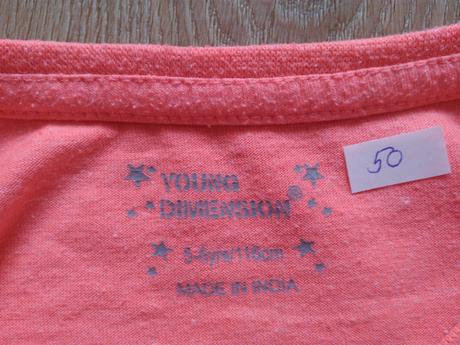 YOUNG
DIMENSION®
5-6yrs/116cm
MADE IN INDIA
50